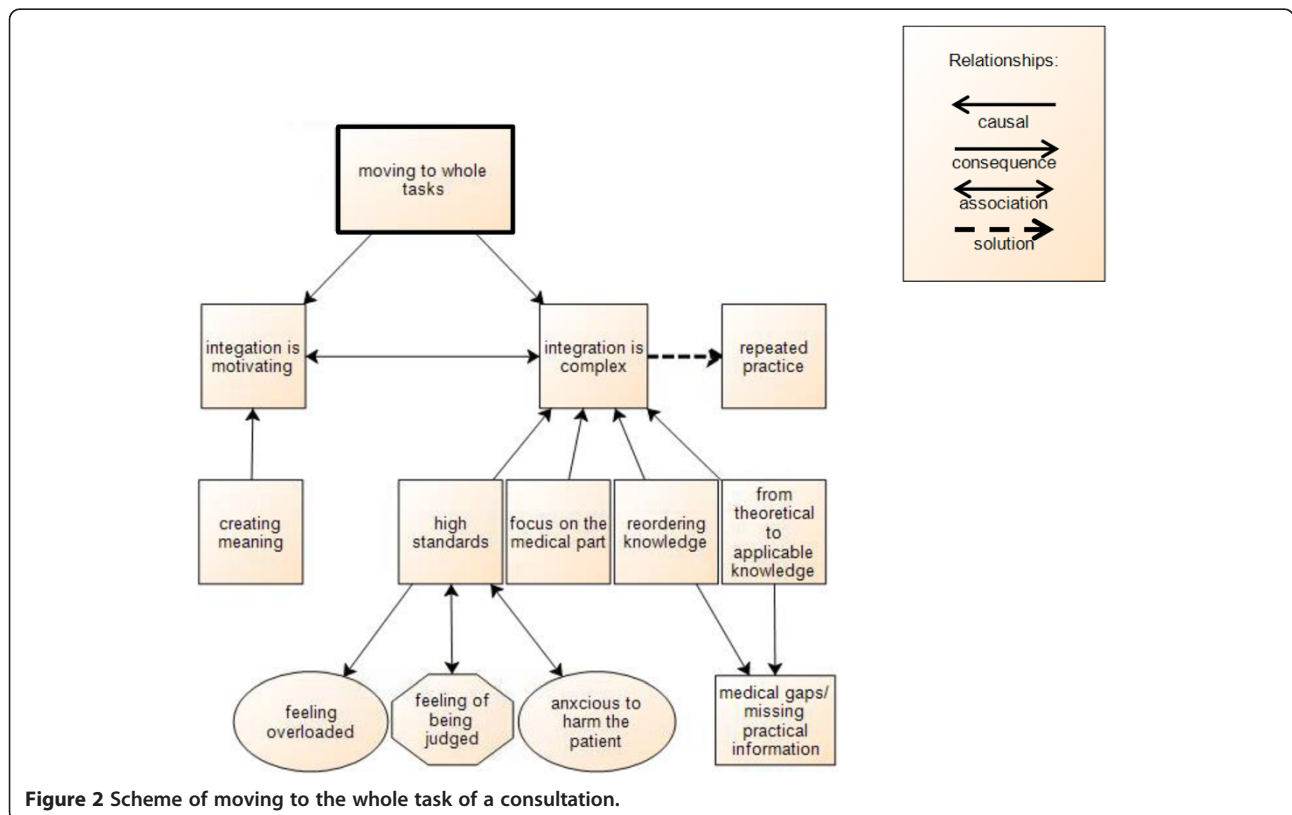 Relationships:
causal
consequence
association
solution
moving to whole
tasks
integation is
motivating
integration is
complex
repeated
practice
creating
meaning
high
standards
focus on the
medical part
reordering
knowledge
from
theoretical
to
applicable
knowledge
feeling
overloaded
feeling of
being
judged
anxcious to
harm the
patient
medical gaps/
missing
practical
information
Figure 2 Scheme of moving to the whole task of a consultation.